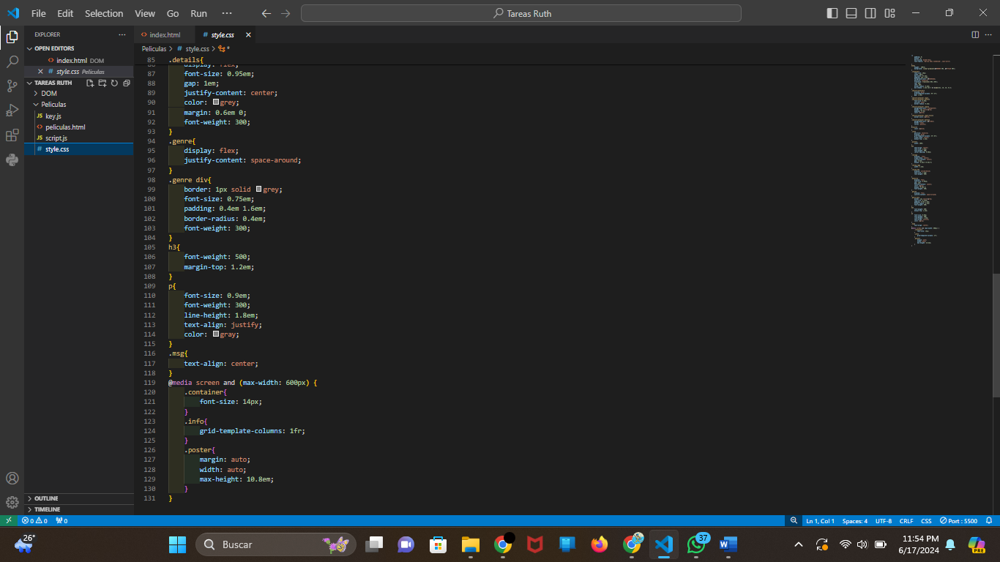 File Edit Selection View Go Run ··· Tareas Ruth
EXPLORER ···
OPEN EDITORS
index.html DOM
style.css Peliculas
TAREAS RUTH
DOM
Peliculas
JS key.js
peliculas.html
JS script.js
# style.css
index.html # style.css
Peliculas > # style.css > *
85 .details{
86 display: flex;
87 font-size: 0.95em;
88 gap: 1em;
89 justify-content: center;
90 color: grey;
91 margin: 0.6em 0;
92 font-weight: 300;
93 }
94 .genre{
95 display: flex;
96 justify-content: space-around;
97 }
98 .genre div{
99 border: 1px solid grey;
100 font-size: 0.75em;
101 padding: 0.4em 1.6em;
102 border-radius: 0.4em;
103 font-weight: 300;
104 }
105 h3{
106 font-weight: 500;
107 margin-top: 1.2em;
108 }
109 p{
110 font-size: 0.9em;
111 font-weight: 300;
112 line-height: 1.8em;
113 text-align: justify;
114 color: gray;
115 }
116 .msg{
117 text-align: center;
118 }
119 @media screen and (max-width: 600px) {
120 .container{
121 font-size: 14px;
122 }
123 .info{
124 grid-template-columns: 1fr;
125 }
126 .poster{
127 margin: auto;
128 width: auto;
129 max-height: 10.8em;
130 }
131 }
OUTLINE
TIMELINE
0 0 0 Ln 1, Col 1 Spaces: 4 UTF-8 CRLF CSS Port : 5500
26° Buscar 37 11:54 PM
6/17/2024
PRE